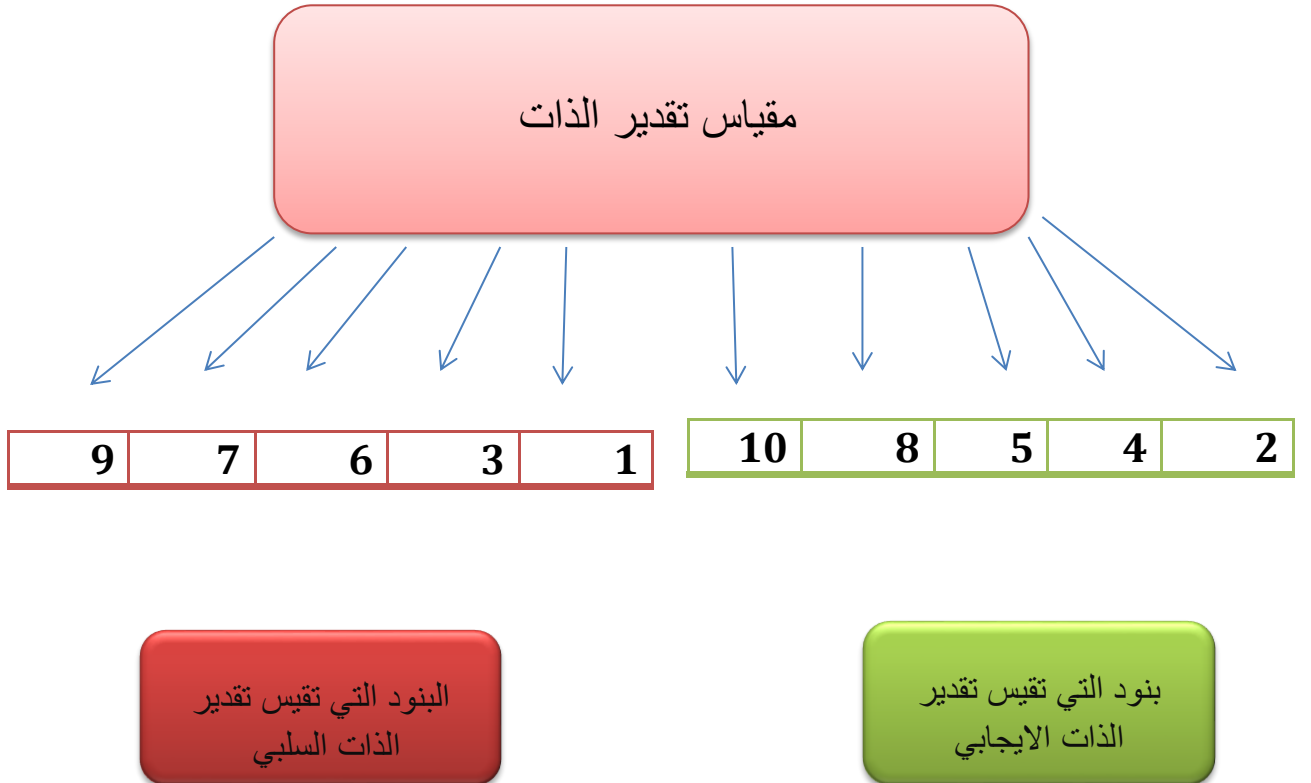 مقياس تقدير الذات
2 4 5 8 10
1 3 6 7 9
بنود التي تقيس تقدير
الذات الايجابي
البنود التي تقيس تقدير
الذات السلبي